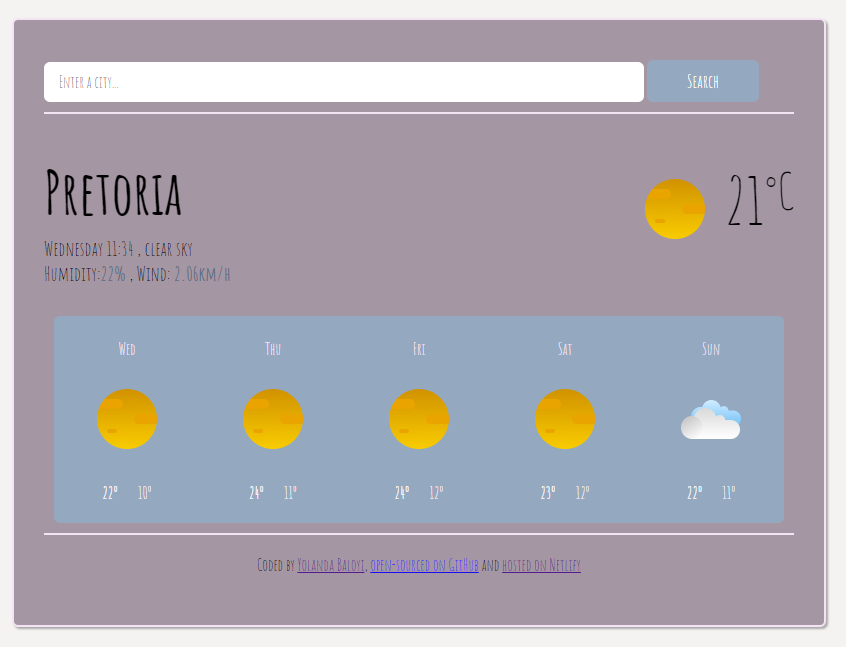 Enter a city...
Search
Pretoria
21°C
Wednesday 11:34 , clear sky
Humidity:22% , Wind: 2.06km/h
Wed Thu Fri Sat Sun
22° 10° 24° 11° 24° 12° 23° 12° 22° 11°
Coded by Yolanda Baloyi, open-sourced on GitHub and hosted on Netlify